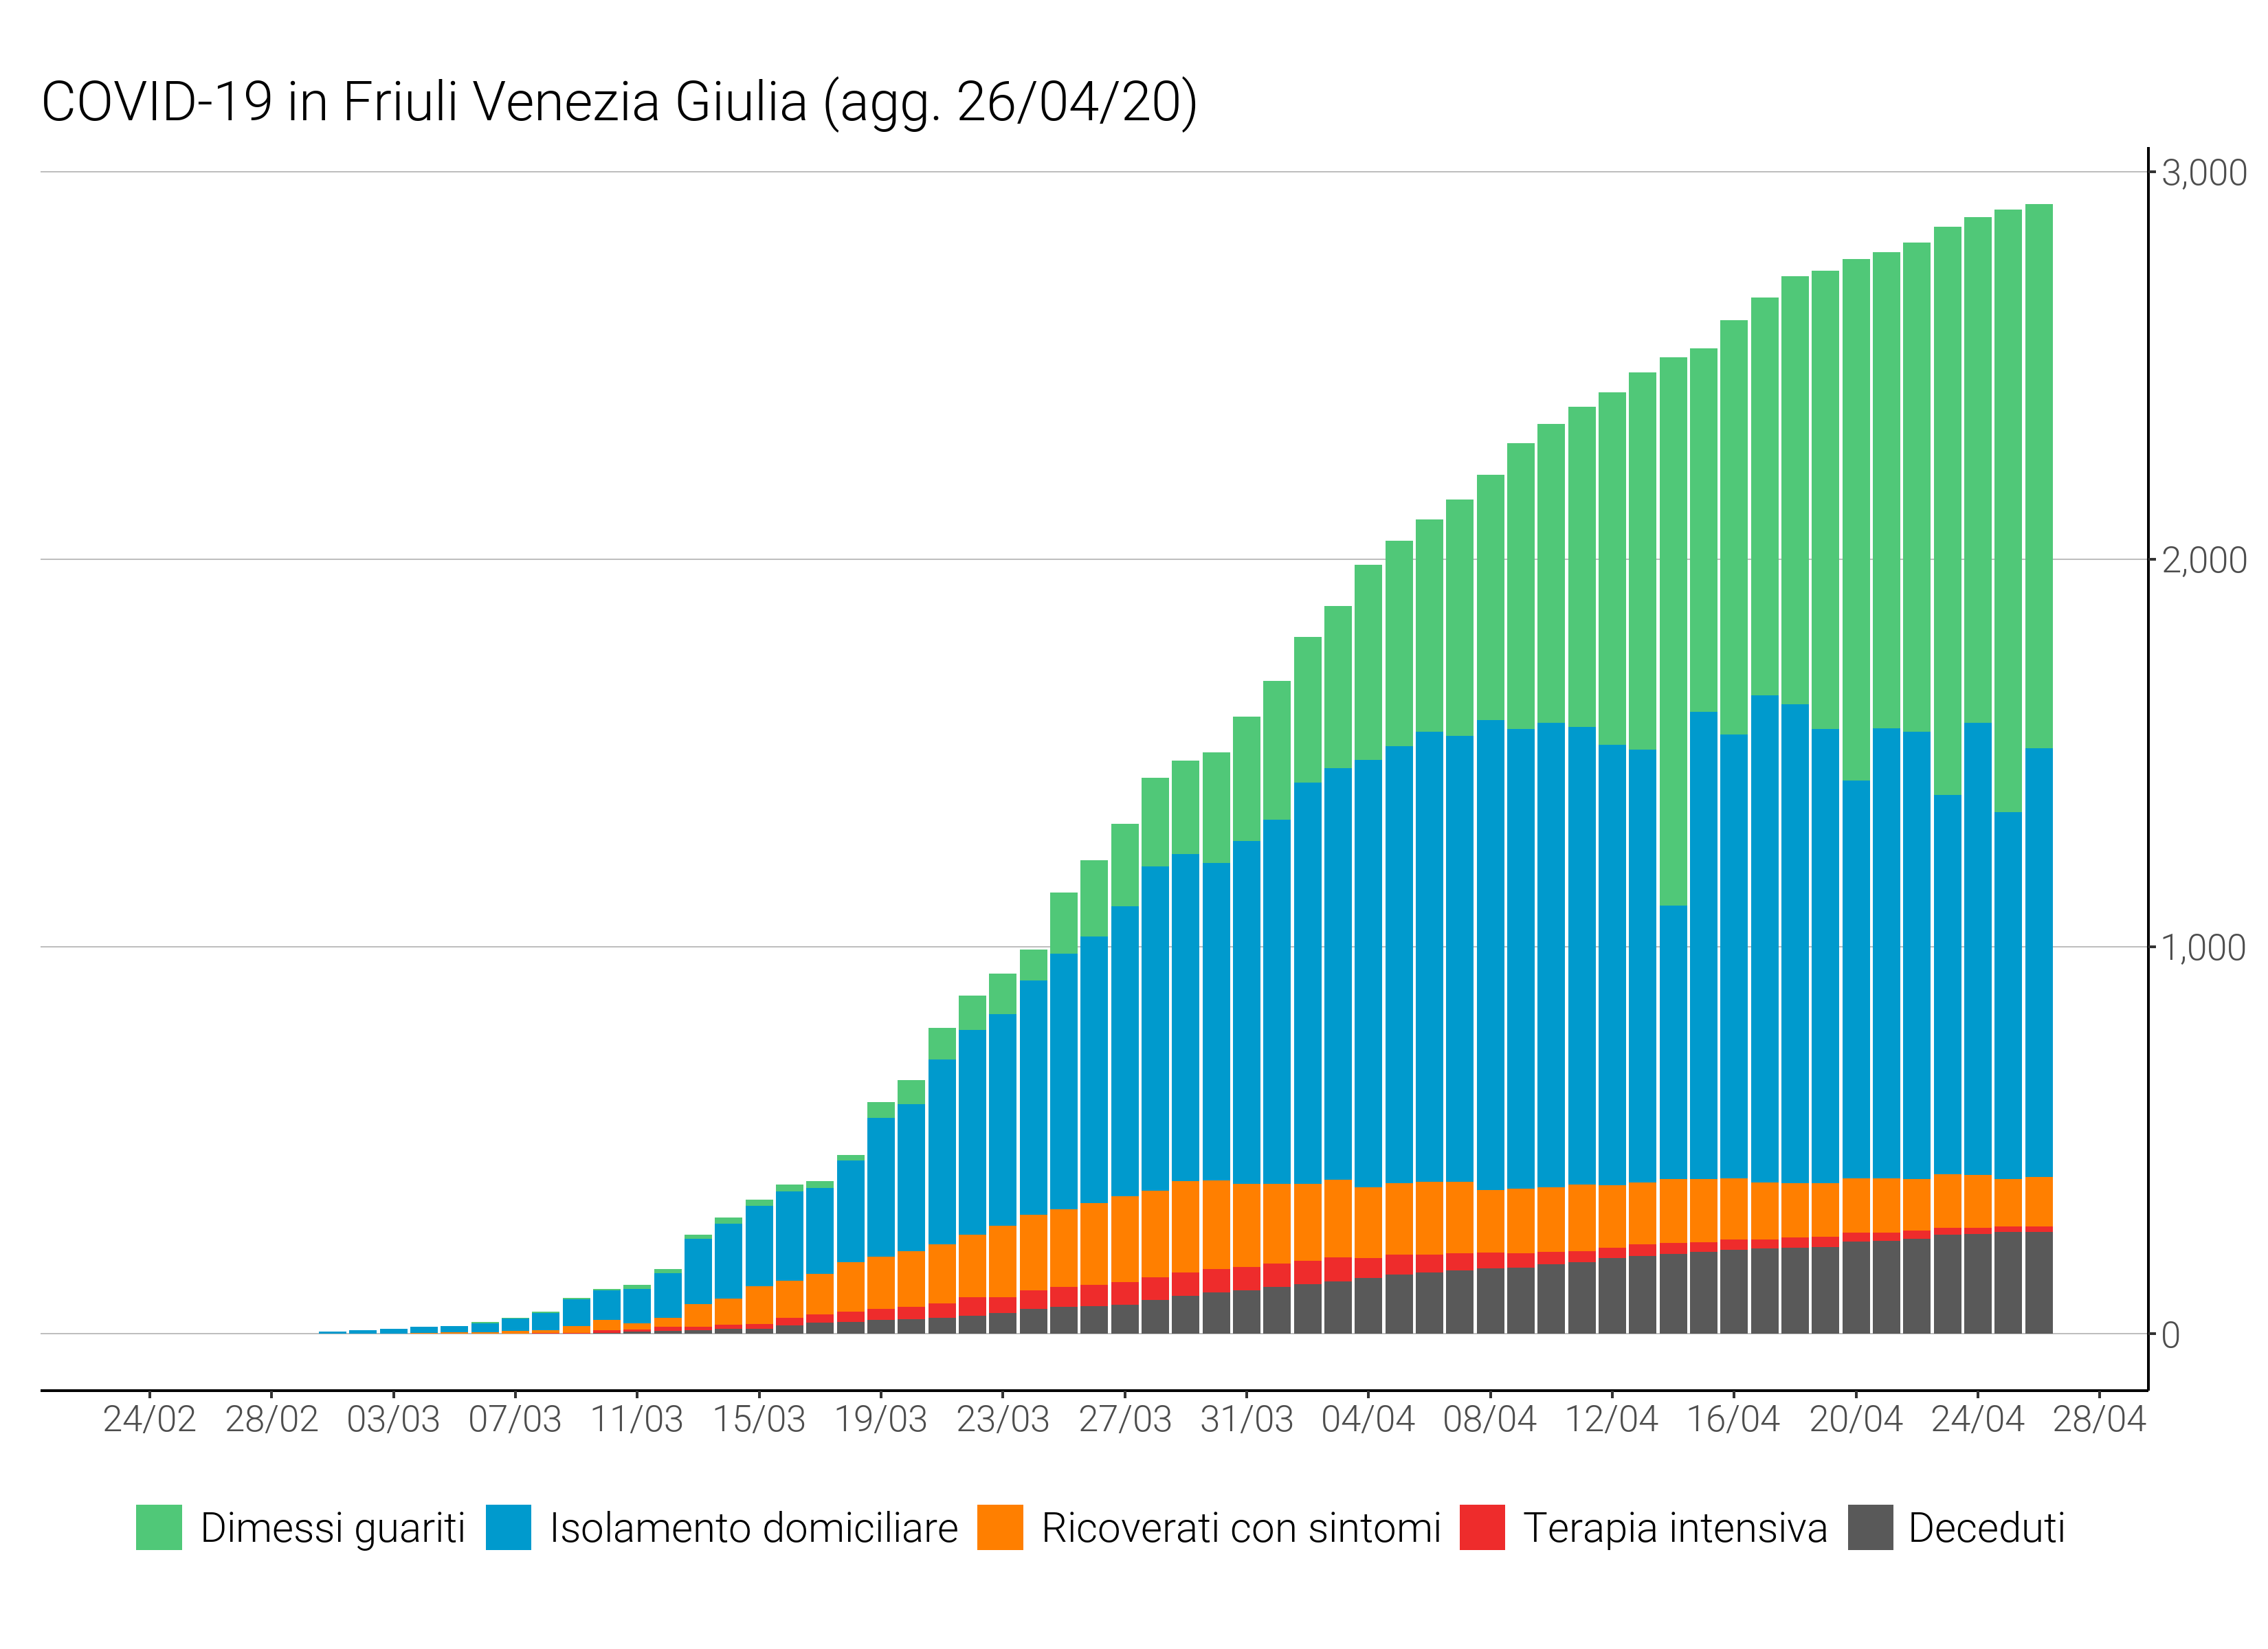 COVID-19 in Friuli Venezia Giulia (agg. 26/04/20)
3,000
2,000
1,000
0
24/02 28/02 03/03 07/03 11/03 15/03 19/03 23/03 27/03 31/03 04/04 08/04 12/04 16/04 20/04 24/04 28/04
Dimessi guariti Isolamento domiciliare Ricoverati con sintomi Terapia intensiva Deceduti